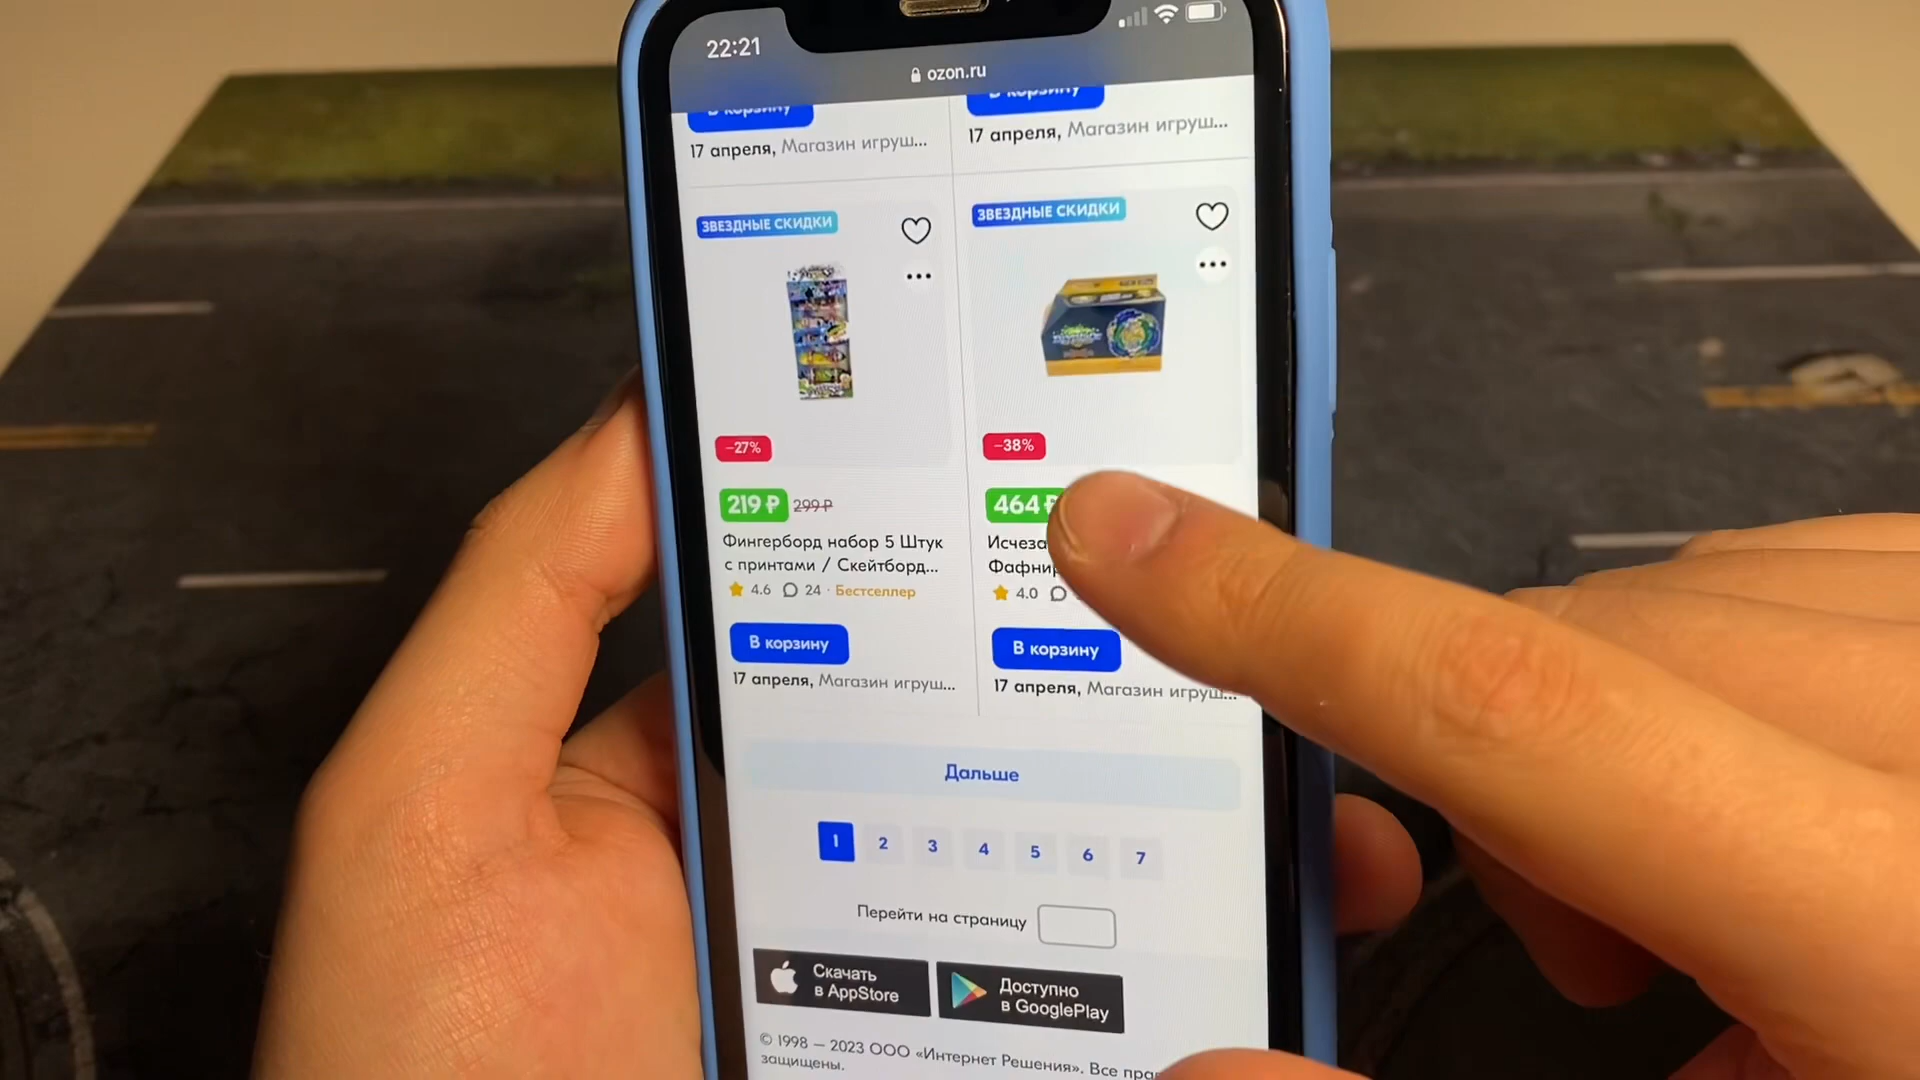 22:21
ozon.ru
В корзину
В корзину
17 апреля, Магазин игруш...
17 апреля, Магазин игруш...
ЗВЕЗДНЫЕ СКИДКИ
ЗВЕЗДНЫЕ СКИДКИ
−27%
−38%
219 ₽ 299 ₽
464 ₽
Фингерборд набор 5 Штук
с принтами / Скейтборд...
Исчеза
Фафнир
4.6 24 · Бестселлер
4.0
В корзину
В корзину
17 апреля, Магазин игруш...
17 апреля, Магазин игруш...
Дальше
1 2 3 4 5 6 7
Перейти на страницу
Скачать
в AppStore
Доступно
в GooglePlay
© 1998 – 2023 ООО «Интернет Решения». Все пра
защищены.